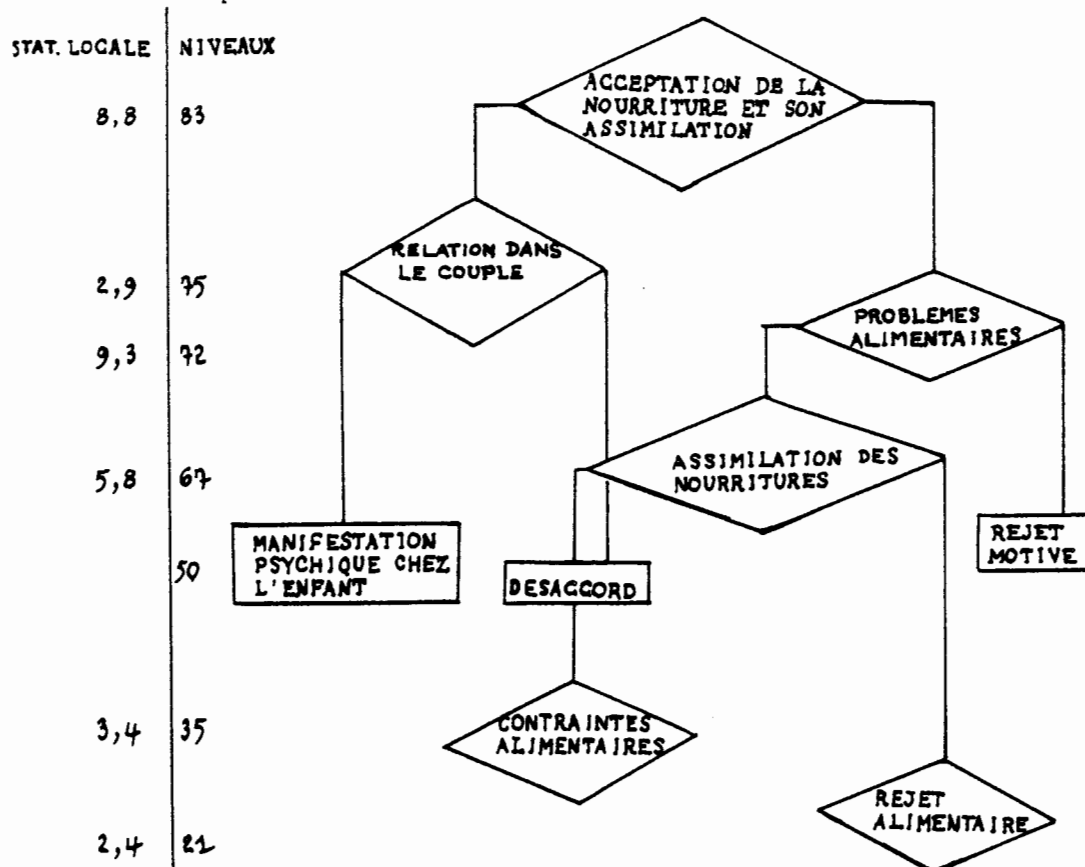 STAT. LOCALE NIVEAUX
ACCEPTATION DE LA
NOURRITURE ET SON
ASSIMILATION
8,8 83
RELATION DANS
LE COUPLE
2,9 75
PROBLEMES
ALIMENTAIRES
9,3 72
ASSIMILATION DES
NOURRITURES
5,8 67
MANIFESTATION
PSYCHIQUE CHEZ
L'ENFANT
50
DESACCORD
REJET
MOTIVE
CONTRAINTES
ALIMENTAIRES
3,4 35
REJET
ALIMENTAIRE
2,4 21